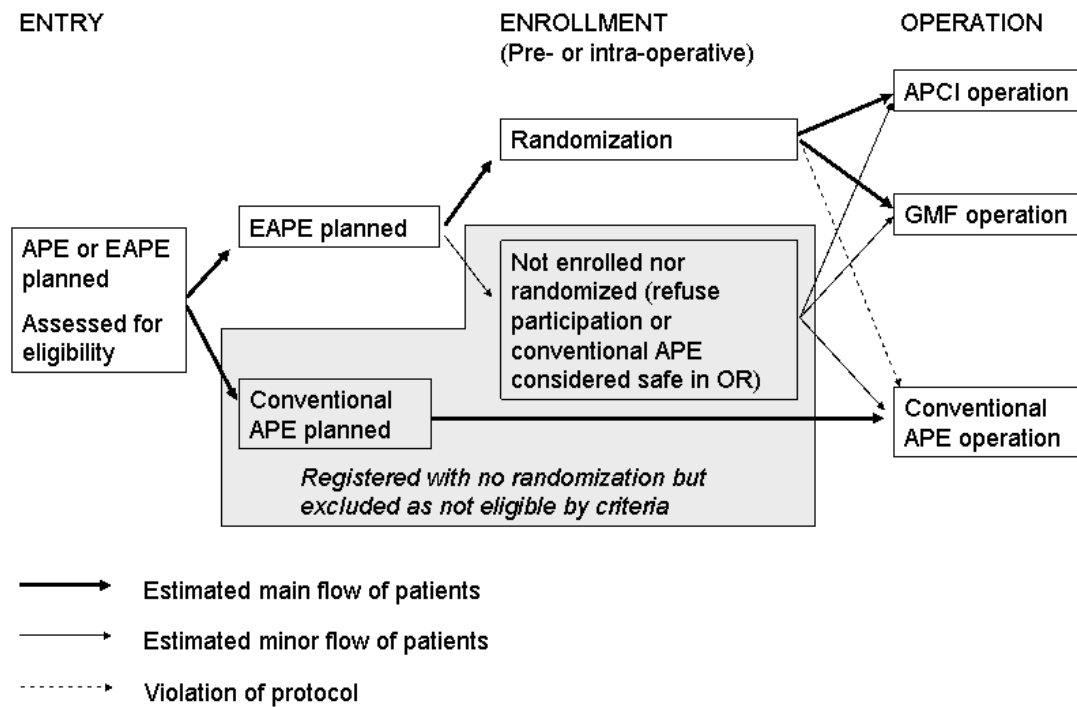 ENTRY
ENROLLMENT
(Pre- or intra-operative)
OPERATION
APCI operation
Randomization
GMF operation
EAPE planned
APE or EAPE
planned
Assessed for
eligibility
Not enrolled nor
randomized (refuse
participation or
conventional APE
considered safe in OR)
Conventional
APE planned
Conventional
APE operation
Registered with no randomization but
excluded as not eligible by criteria
Estimated main flow of patients
Estimated minor flow of patients
Violation of protocol